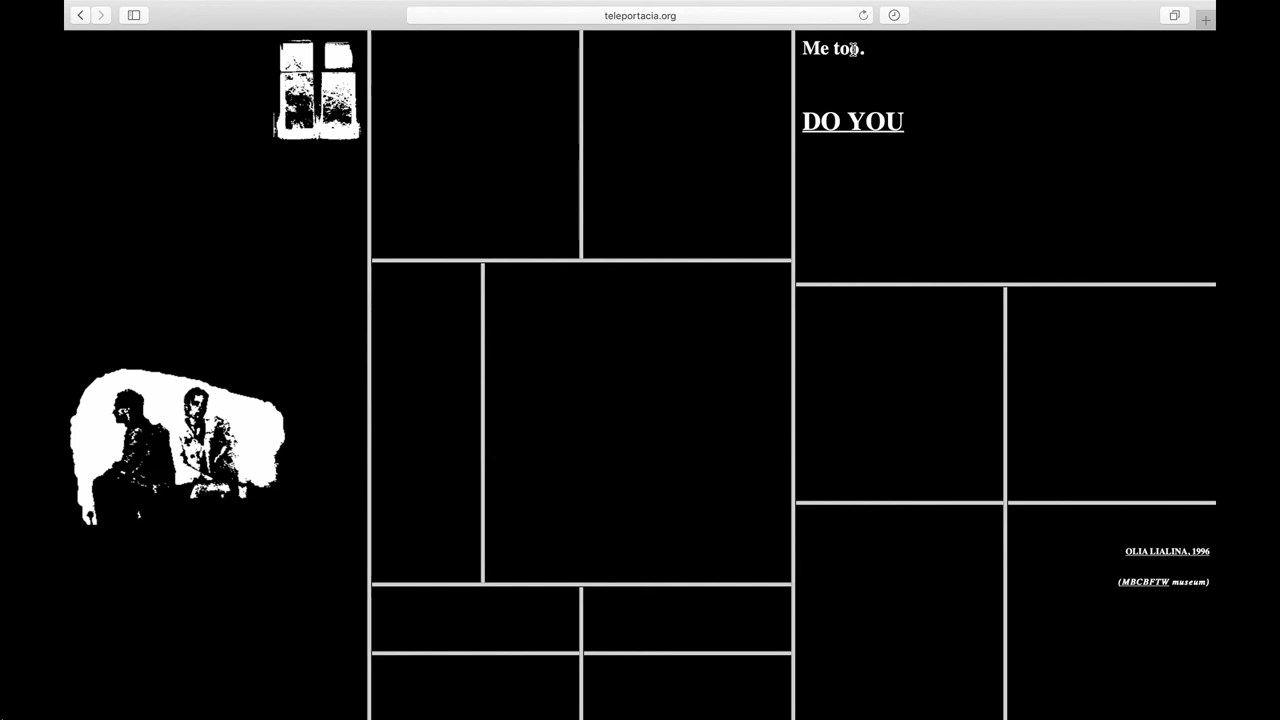 teleportacia.org
Me too.
DO YOU
OLIA LIALINA, 1996
(MBCBFTW museum)